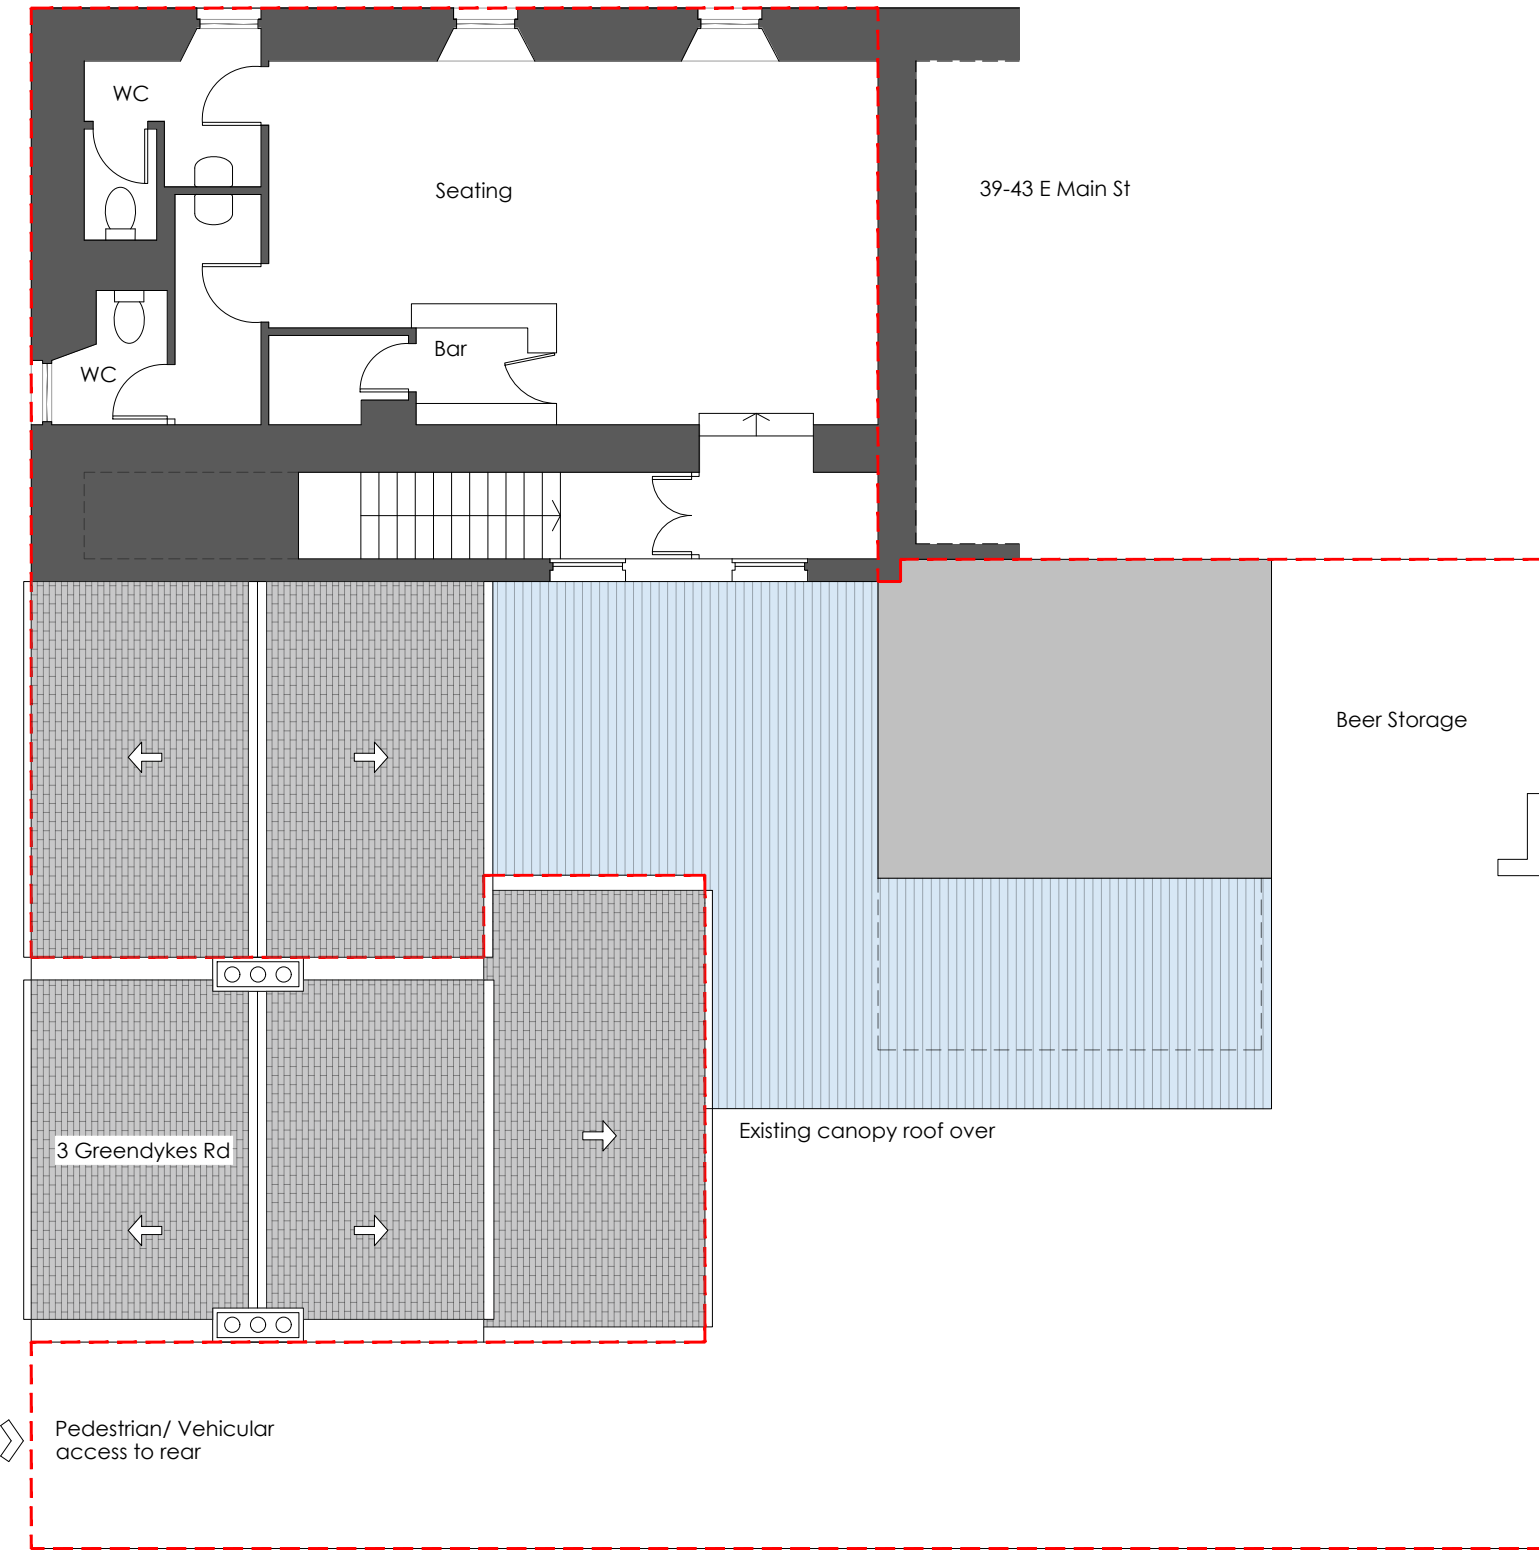 WC
Seating
39-43 E Main St
Bar
WC
Beer Storage
Existing canopy roof over
3 Greendykes Rd
Pedestrian/ Vehicular
access to rear